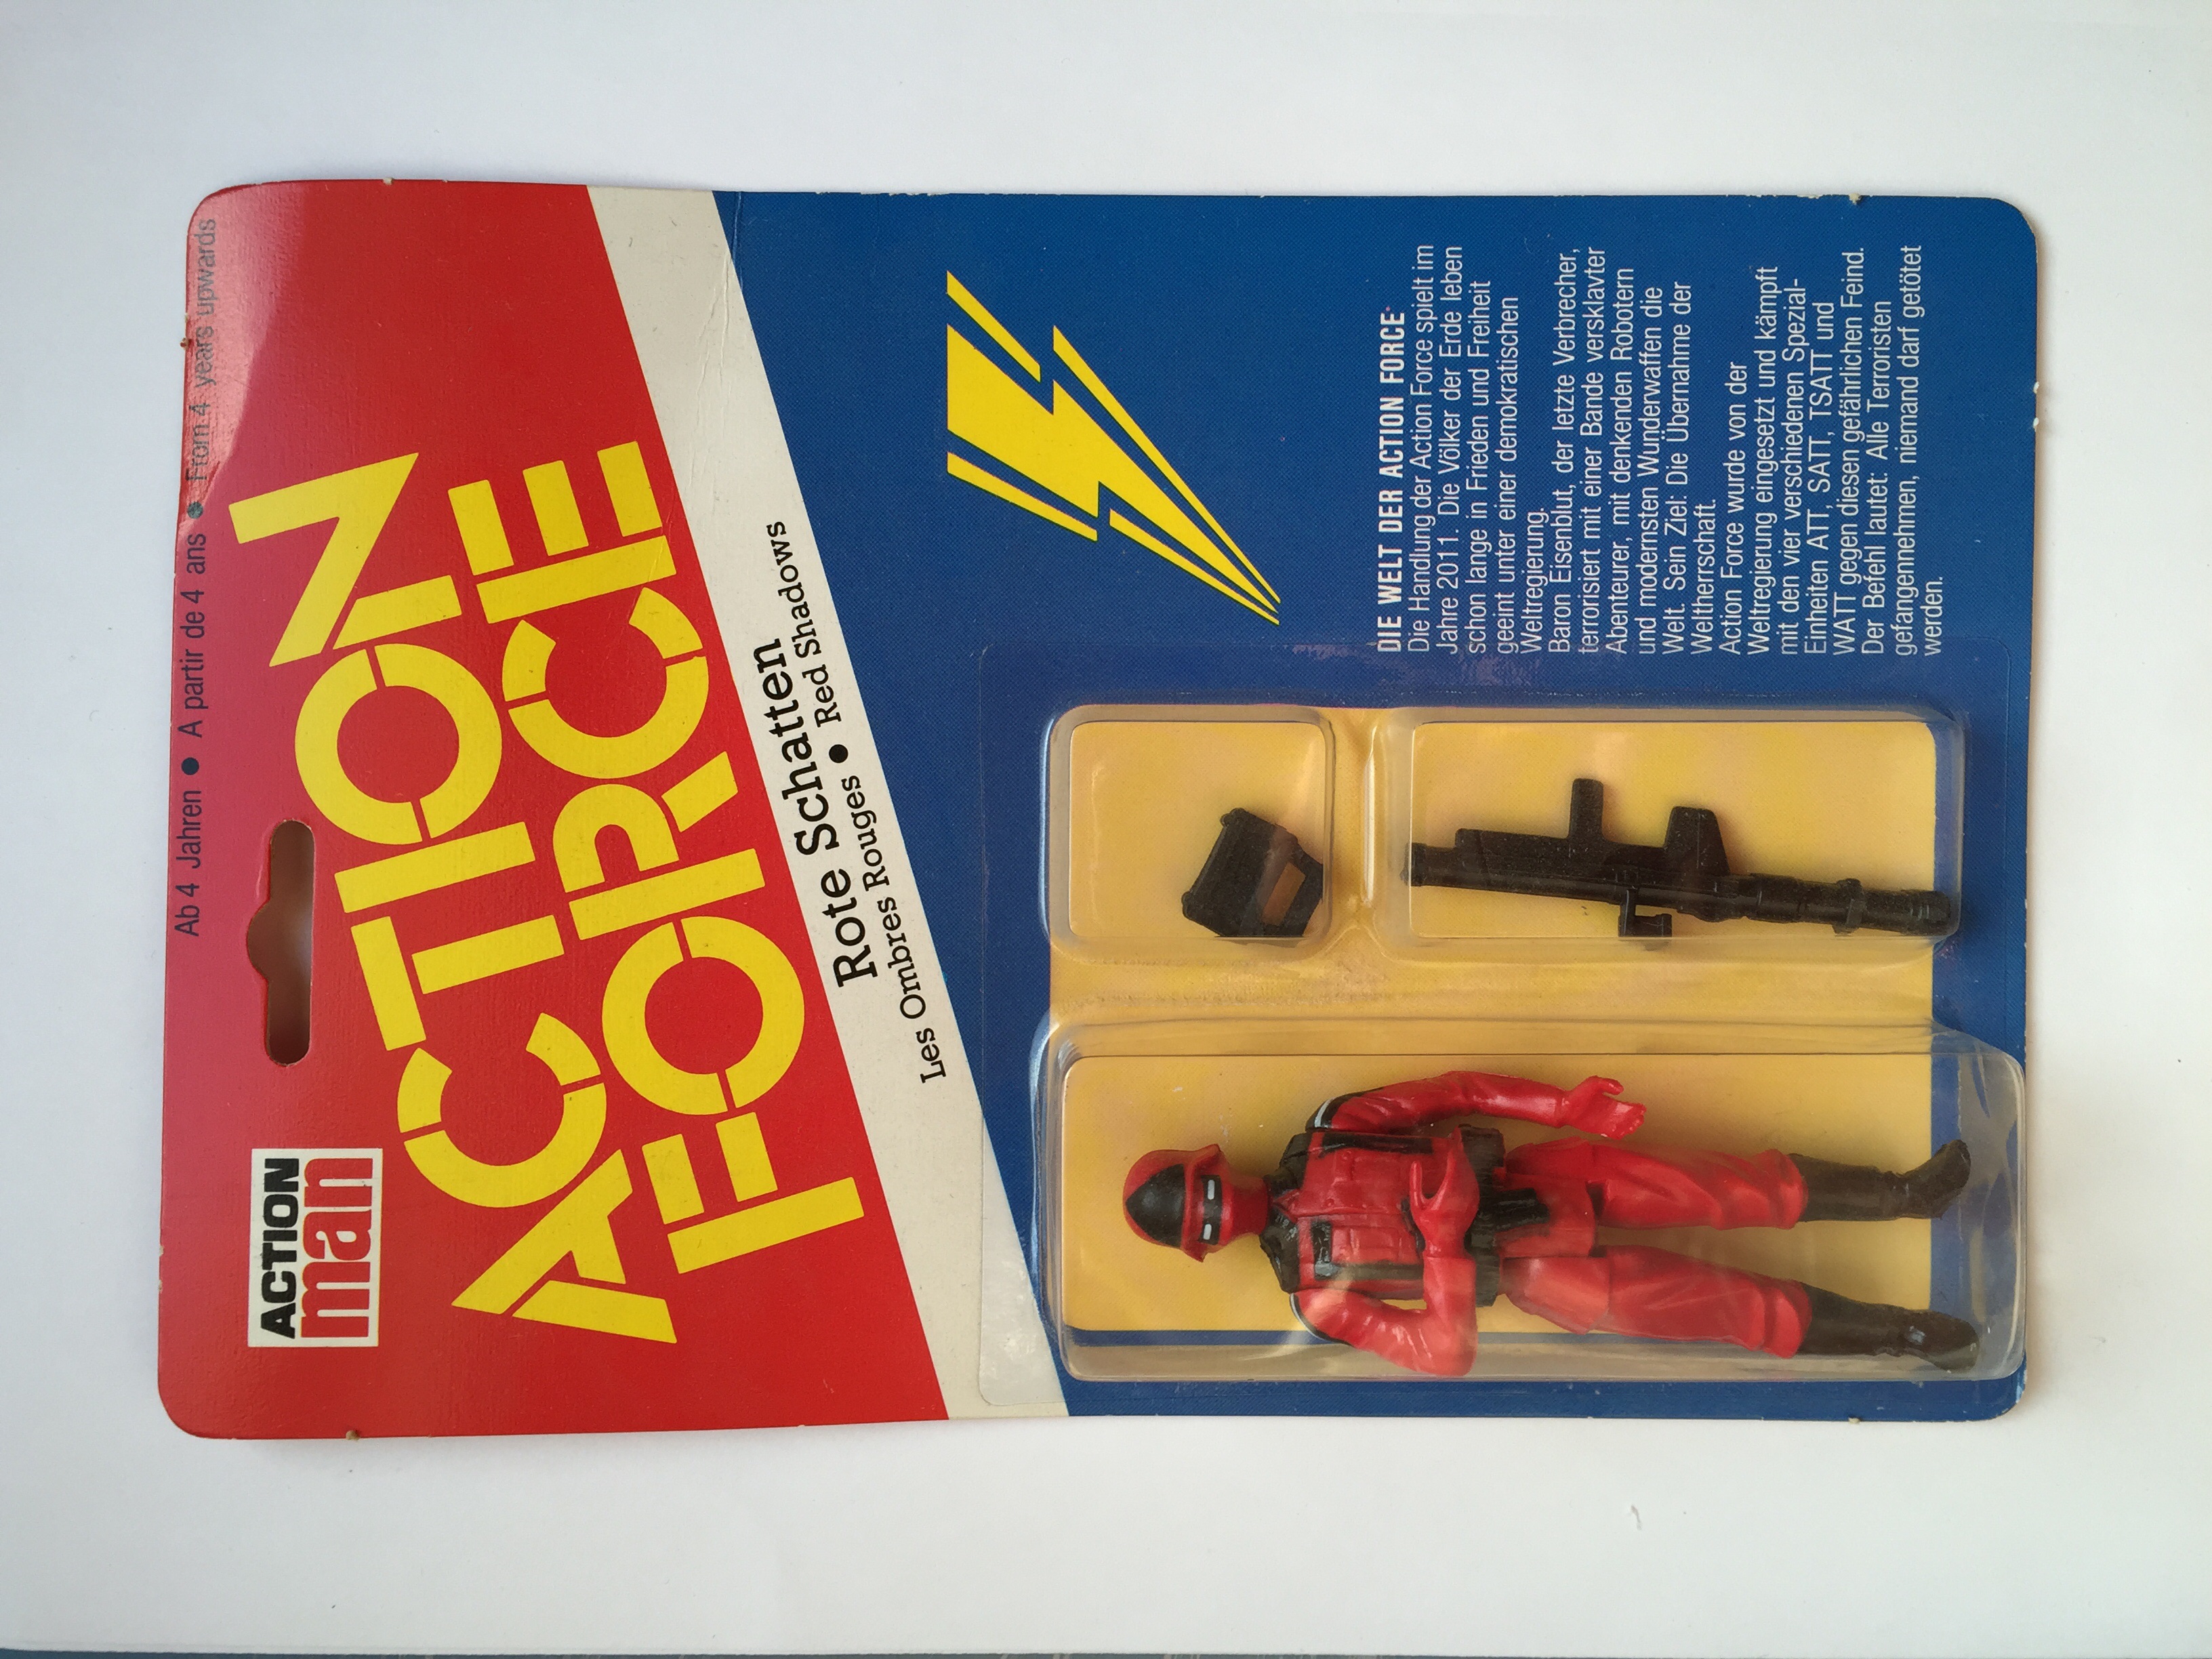 Ab 4 Jahren ● A partir de 4 ans ● From 4 years upwards
ACTION
man
ACTION
FORCE
Rote Schatten
Les Ombres Rouges ● Red Shadows
DIE WELT DER ACTION FORCE
Die Handlung der Action Force spielt im
Jahre 2011. Die Völker der Erde leben
schon lange in Frieden und Freiheit
geeint unter einer demokratischen
Weltregierung.
Baron Eisenblut, der letzte Verbrecher,
terrorisiert mit einer Bande versklavter
Abenteurer, mit denkenden Robotern
und modernsten Wunderwaffen die
Welt. Sein Ziel: Die Übernahme der
Weltherrschaft.
Action Force wurde von der
Weltregierung eingesetzt und kämpft
mit den vier verschiedenen Spezial-
Einheiten ATT, SATT, TSATT und
WATT gegen diesen gefährlichen Feind.
Der Befehl lautet: Alle Terroristen
gefangennehmen, niemand darf getötet
werden.